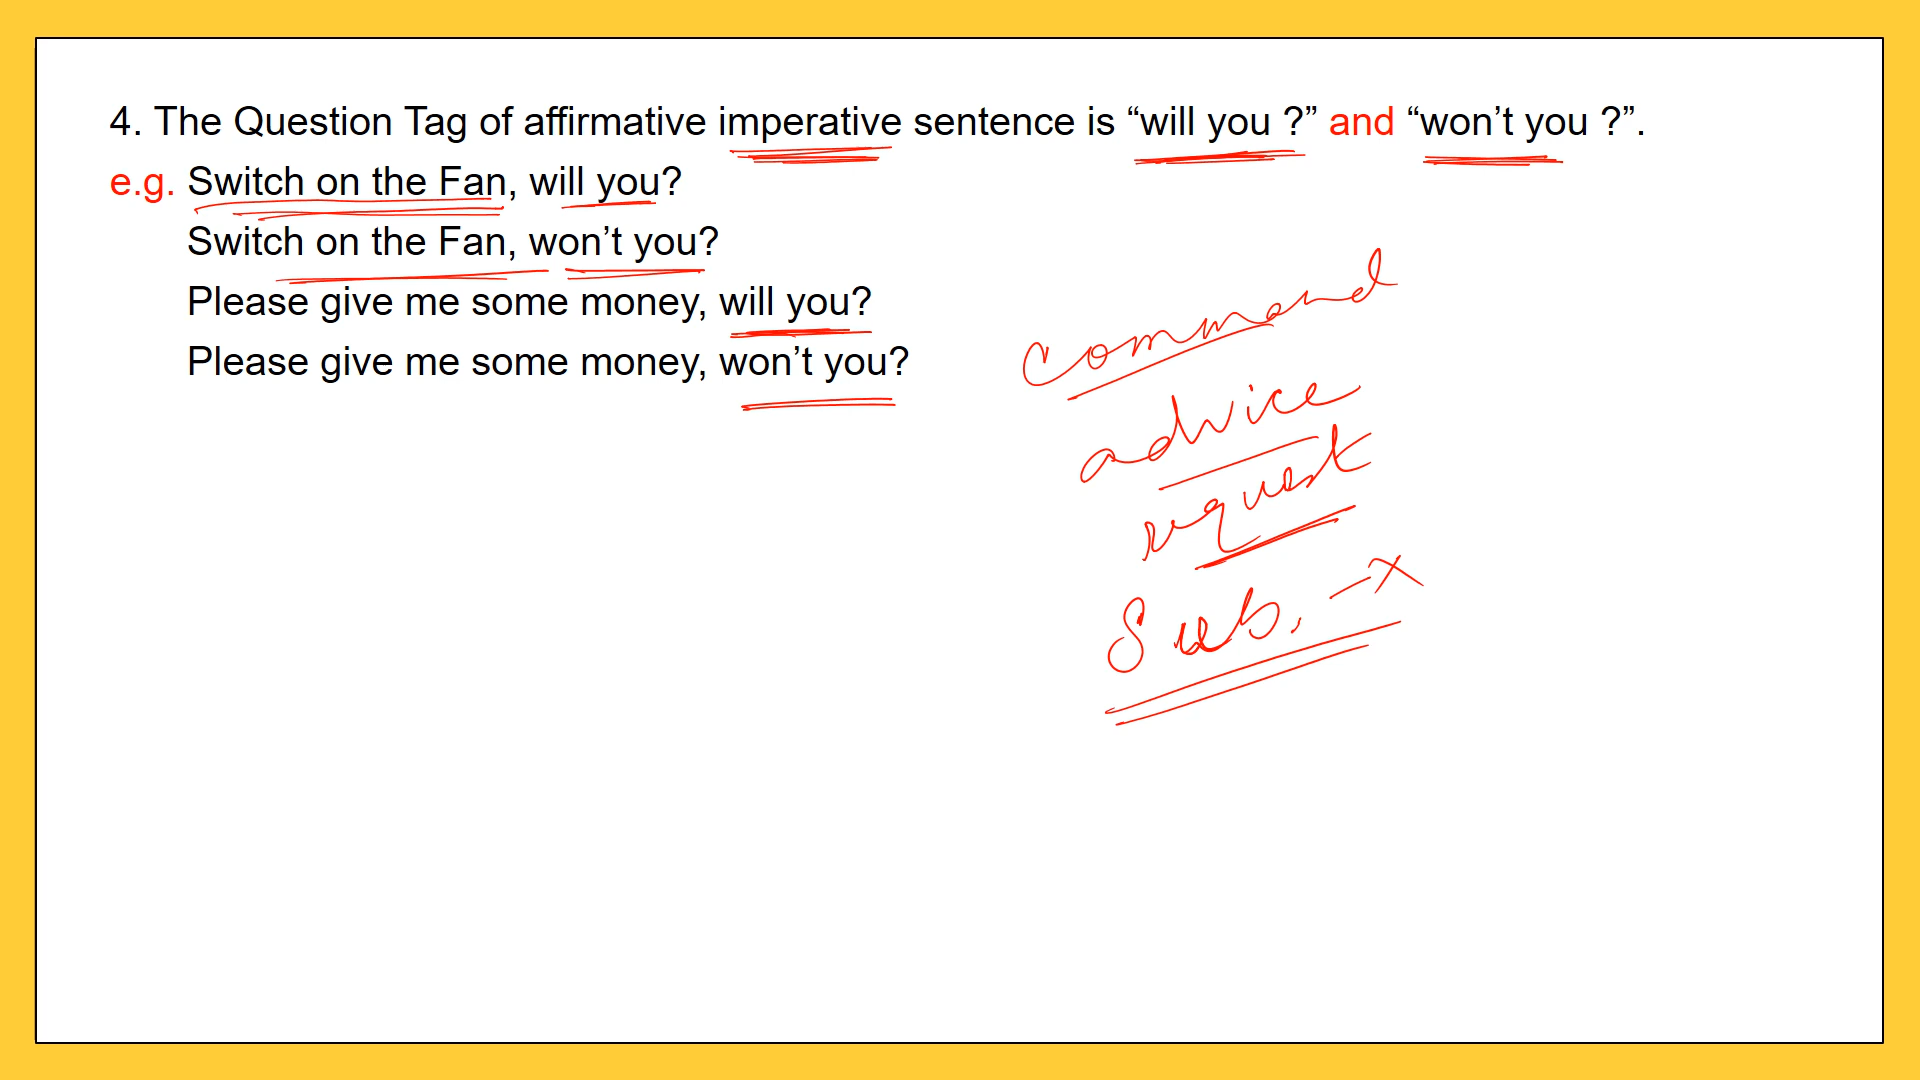 4. The Question Tag of affirmative imperative sentence is “will you ?” and “won’t you ?”.
e.g. Switch on the Fan, will you?
Switch on the Fan, won’t you?
Please give me some money, will you?
Please give me some money, won’t you?
Command
advice
request
Sub. -x